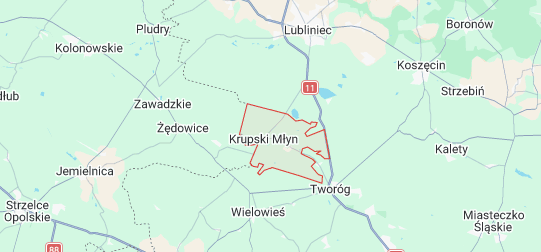 Pludry
Lubliniec
Boronów
Kolonowskie
Koszęcin
11
Strzebiń
Zawadzkie
Żędowice
Krupski Młyn
Kalety
Jemielnica
Tworóg
Strzelce
Opolskie
Wielowieś
Miasteczko
Śląskie
88
11